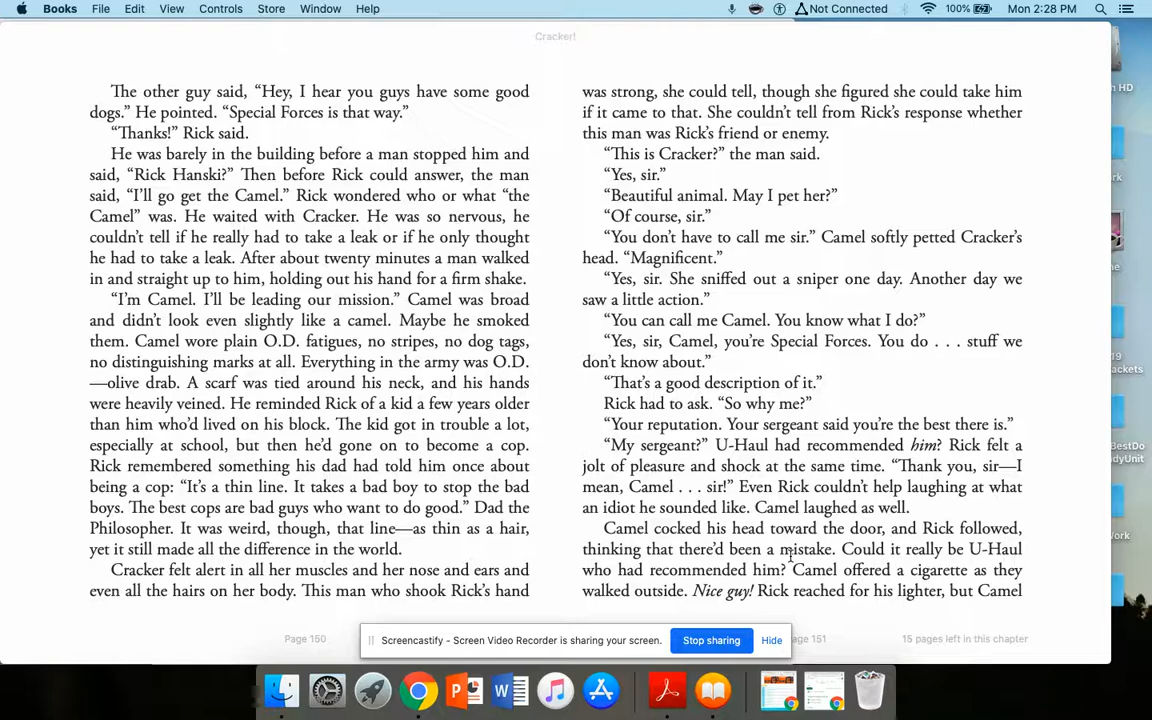 Books File Edit View Controls Store Window Help Not Connected 100% Mon 2:28 PM
Cracker!
The other guy said, “Hey, I hear you guys have some good
dogs.” He pointed. “Special Forces is that way.”
“Thanks!” Rick said.
He was barely in the building before a man stopped him and
said, “Rick Hanski?” Then before Rick could answer, the man
said, “I’ll go get the Camel.” Rick wondered who or what “the
Camel” was. He waited with Cracker. He was so nervous, he
couldn’t tell if he really had to take a leak or if he only thought
he had to take a leak. After about twenty minutes a man walked
in and straight up to him, holding out his hand for a firm shake.
“I’m Camel. I’ll be leading our mission.” Camel was broad
and didn’t look even slightly like a camel. Maybe he smoked
them. Camel wore plain O.D. fatigues, no stripes, no dog tags,
no distinguishing marks at all. Everything in the army was O.D.
—olive drab. A scarf was tied around his neck, and his hands
were heavily veined. He reminded Rick of a kid a few years older
than him who’d lived on his block. The kid got in trouble a lot,
especially at school, but then he’d gone on to become a cop.
Rick remembered something his dad had told him once about
being a cop: “It’s a thin line. It takes a bad boy to stop the bad
boys. The best cops are bad guys who want to do good.” Dad the
Philosopher. It was weird, though, that line—as thin as a hair,
yet it still made all the difference in the world.
Cracker felt alert in all her muscles and her nose and ears and
even all the hairs on her body. This man who shook Rick’s hand
was strong, she could tell, though she figured she could take him
if it came to that. She couldn’t tell from Rick’s response whether
this man was Rick’s friend or enemy.
“This is Cracker?” the man said.
“Yes, sir.”
“Beautiful animal. May I pet her?”
“Of course, sir.”
“You don’t have to call me sir.” Camel softly petted Cracker’s
head. “Magnificent.”
“Yes, sir. She sniffed out a sniper one day. Another day we
saw a little action.”
“You can call me Camel. You know what I do?”
“Yes, sir, Camel, you’re Special Forces. You do . . . stuff we
don’t know about.”
“That’s a good description of it.”
Rick had to ask. “So why me?”
“Your reputation. Your sergeant said you’re the best there is.”
“My sergeant?” U-Haul had recommended him? Rick felt a
jolt of pleasure and shock at the same time. “Thank you, sir—I
mean, Camel . . . sir!” Even Rick couldn’t help laughing at what
an idiot he sounded like. Camel laughed as well.
Camel cocked his head toward the door, and Rick followed,
thinking that there’d been a mistake. Could it really be U-Haul
who had recommended him? Camel offered a cigarette as they
walked outside. Nice guy! Rick reached for his lighter, but Camel
Page 150
age 151
15 pages left in this chapter
Screencastify - Screen Video Recorder is sharing your screen. Stop sharing Hide
HD
rk
ne
19
ackets
BestDo
dyUnit
Work